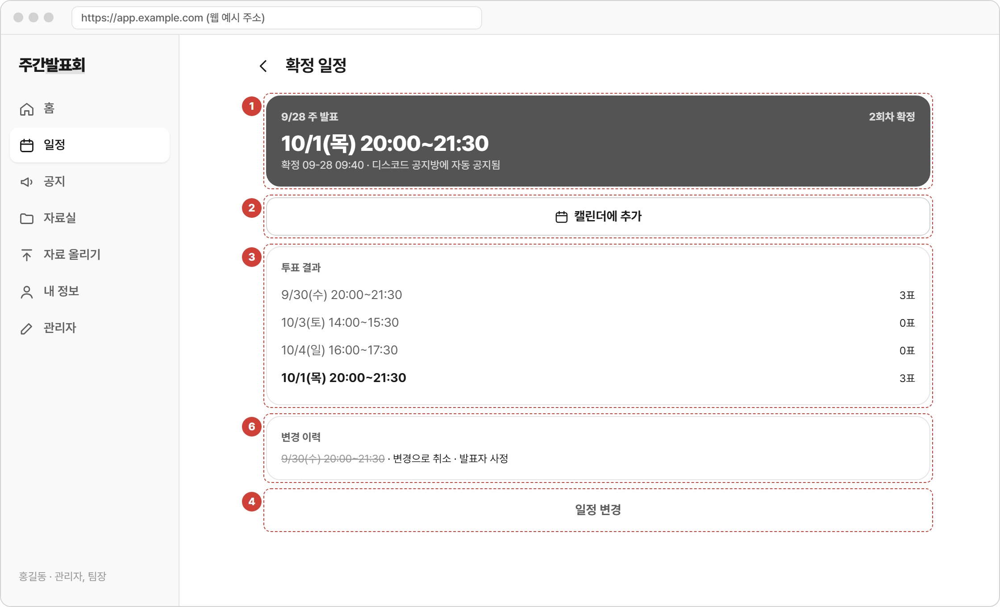 https://app.example.com (웹 예시 주소)
주간발표회
홈
일정
공지
자료실
자료 올리기
내 정보
관리자
홍길동 · 관리자, 팀장
확정 일정
1
9/28 주 발표
2회차 확정
10/1(목) 20:00~21:30
확정 09-28 09:40 · 디스코드 공지방에 자동 공지됨
2
캘린더에 추가
3
투표 결과
9/30(수) 20:00~21:30 3표
10/3(토) 14:00~15:30 0표
10/4(일) 16:00~17:30 0표
10/1(목) 20:00~21:30 3표
6
변경 이력
9/30(수) 20:00~21:30 · 변경으로 취소 · 발표자 사정
4
일정 변경